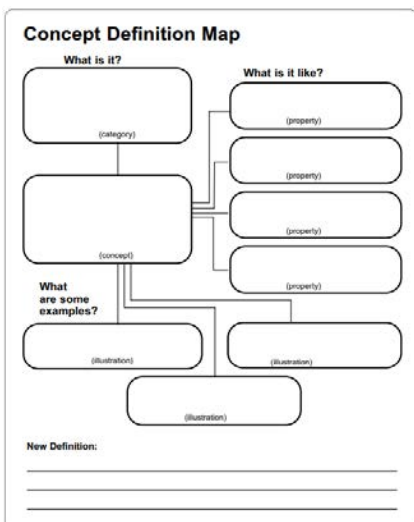 Concept Definition Map
What is it?
What is it like?
(category)
(property)
(property)
(concept)
(property)
(property)
What
are some
examples?
(illustration)
(illustration)
(illustration)
New Definition: